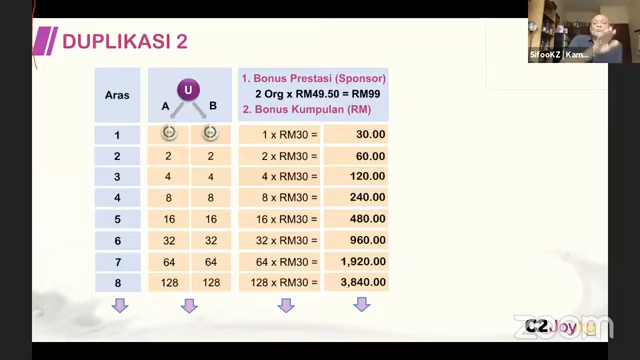 DUPLIKASI 2
SifooKZ | Kam...
Aras
U
A B
1. Bonus Prestasi (Sponsor)
2 Org x RM49.50 = RM99
2. Bonus Kumpulan (RM)
1 1 x RM30 = 30.00
2 2 2 2 x RM30 = 60.00
3 4 4 4 x RM30 = 120.00
4 8 8 8 x RM30 = 240.00
5 16 16 16 x RM30 = 480.00
6 32 32 32 x RM30 = 960.00
7 64 64 64 x RM30 = 1,920.00
8 128 128 128 x RM30 = 3,840.00
zoom